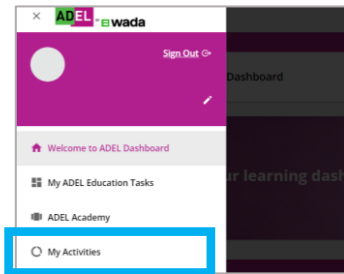 × ADEL wada
Sign Out
Dashboard
Welcome to ADEL Dashboard
My ADEL Education Tasks
ur learning dash
ADEL Academy
My Activities